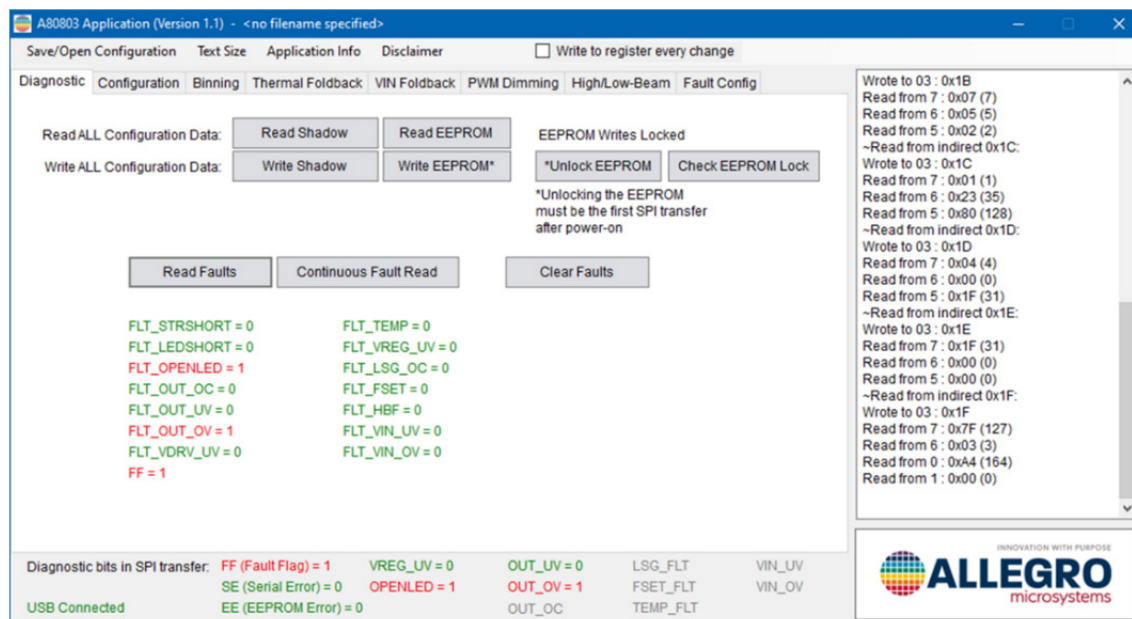 A80803 Application (Version 1.1) - <no filename specified>
Save/Open Configuration Text Size Application Info Disclaimer Write to register every change
Diagnostic Configuration Binning Thermal Foldback VIN Foldback PWM Dimming High/Low-Beam Fault Config
Read ALL Configuration Data: Read Shadow Read EEPROM EEPROM Writes Locked
Write ALL Configuration Data: Write Shadow Write EEPROM* *Unlock EEPROM Check EEPROM Lock
*Unlocking the EEPROM
must be the first SPI transfer
after power-on
Read Faults Continuous Fault Read Clear Faults
FLT_STRSHORT = 0 FLT_TEMP = 0
FLT_LEDSHORT = 0 FLT_VREG_UV = 0
FLT_OPENLED = 1 FLT_LSG_OC = 0
FLT_OUT_OC = 0 FLT_FSET = 0
FLT_OUT_UV = 0 FLT_HBF = 0
FLT_OUT_OV = 1 FLT_VIN_UV = 0
FLT_VDRV_UV = 0 FLT_VIN_OV = 0
FF = 1
Wrote to 03 : 0x1B
Read from 7 : 0x07 (7)
Read from 6 : 0x05 (5)
Read from 5 : 0x02 (2)
~Read from indirect 0x1C:
Wrote to 03 : 0x1C
Read from 7 : 0x01 (1)
Read from 6 : 0x23 (35)
Read from 5 : 0x80 (128)
~Read from indirect 0x1D:
Wrote to 03 : 0x1D
Read from 7 : 0x04 (4)
Read from 6 : 0x00 (0)
Read from 5 : 0x1F (31)
~Read from indirect 0x1E:
Wrote to 03 : 0x1E
Read from 7 : 0x1F (31)
Read from 6 : 0x00 (0)
Read from 5 : 0x00 (0)
~Read from indirect 0x1F:
Wrote to 03 : 0x1F
Read from 7 : 0x7F (127)
Read from 6 : 0x03 (3)
Read from 0 : 0xA4 (164)
Read from 1 : 0x00 (0)
Diagnostic bits in SPI transfer: FF (Fault Flag) = 1 VREG_UV = 0 OUT_UV = 0 LSG_FLT VIN_UV
SE (Serial Error) = 0 OPENLED = 1 OUT_OV = 1 FSET_FLT VIN_OV
USB Connected EE (EEPROM Error) = 0 OUT_OC TEMP_FLT
INNOVATION WITH PURPOSE
ALLEGRO
microsystems